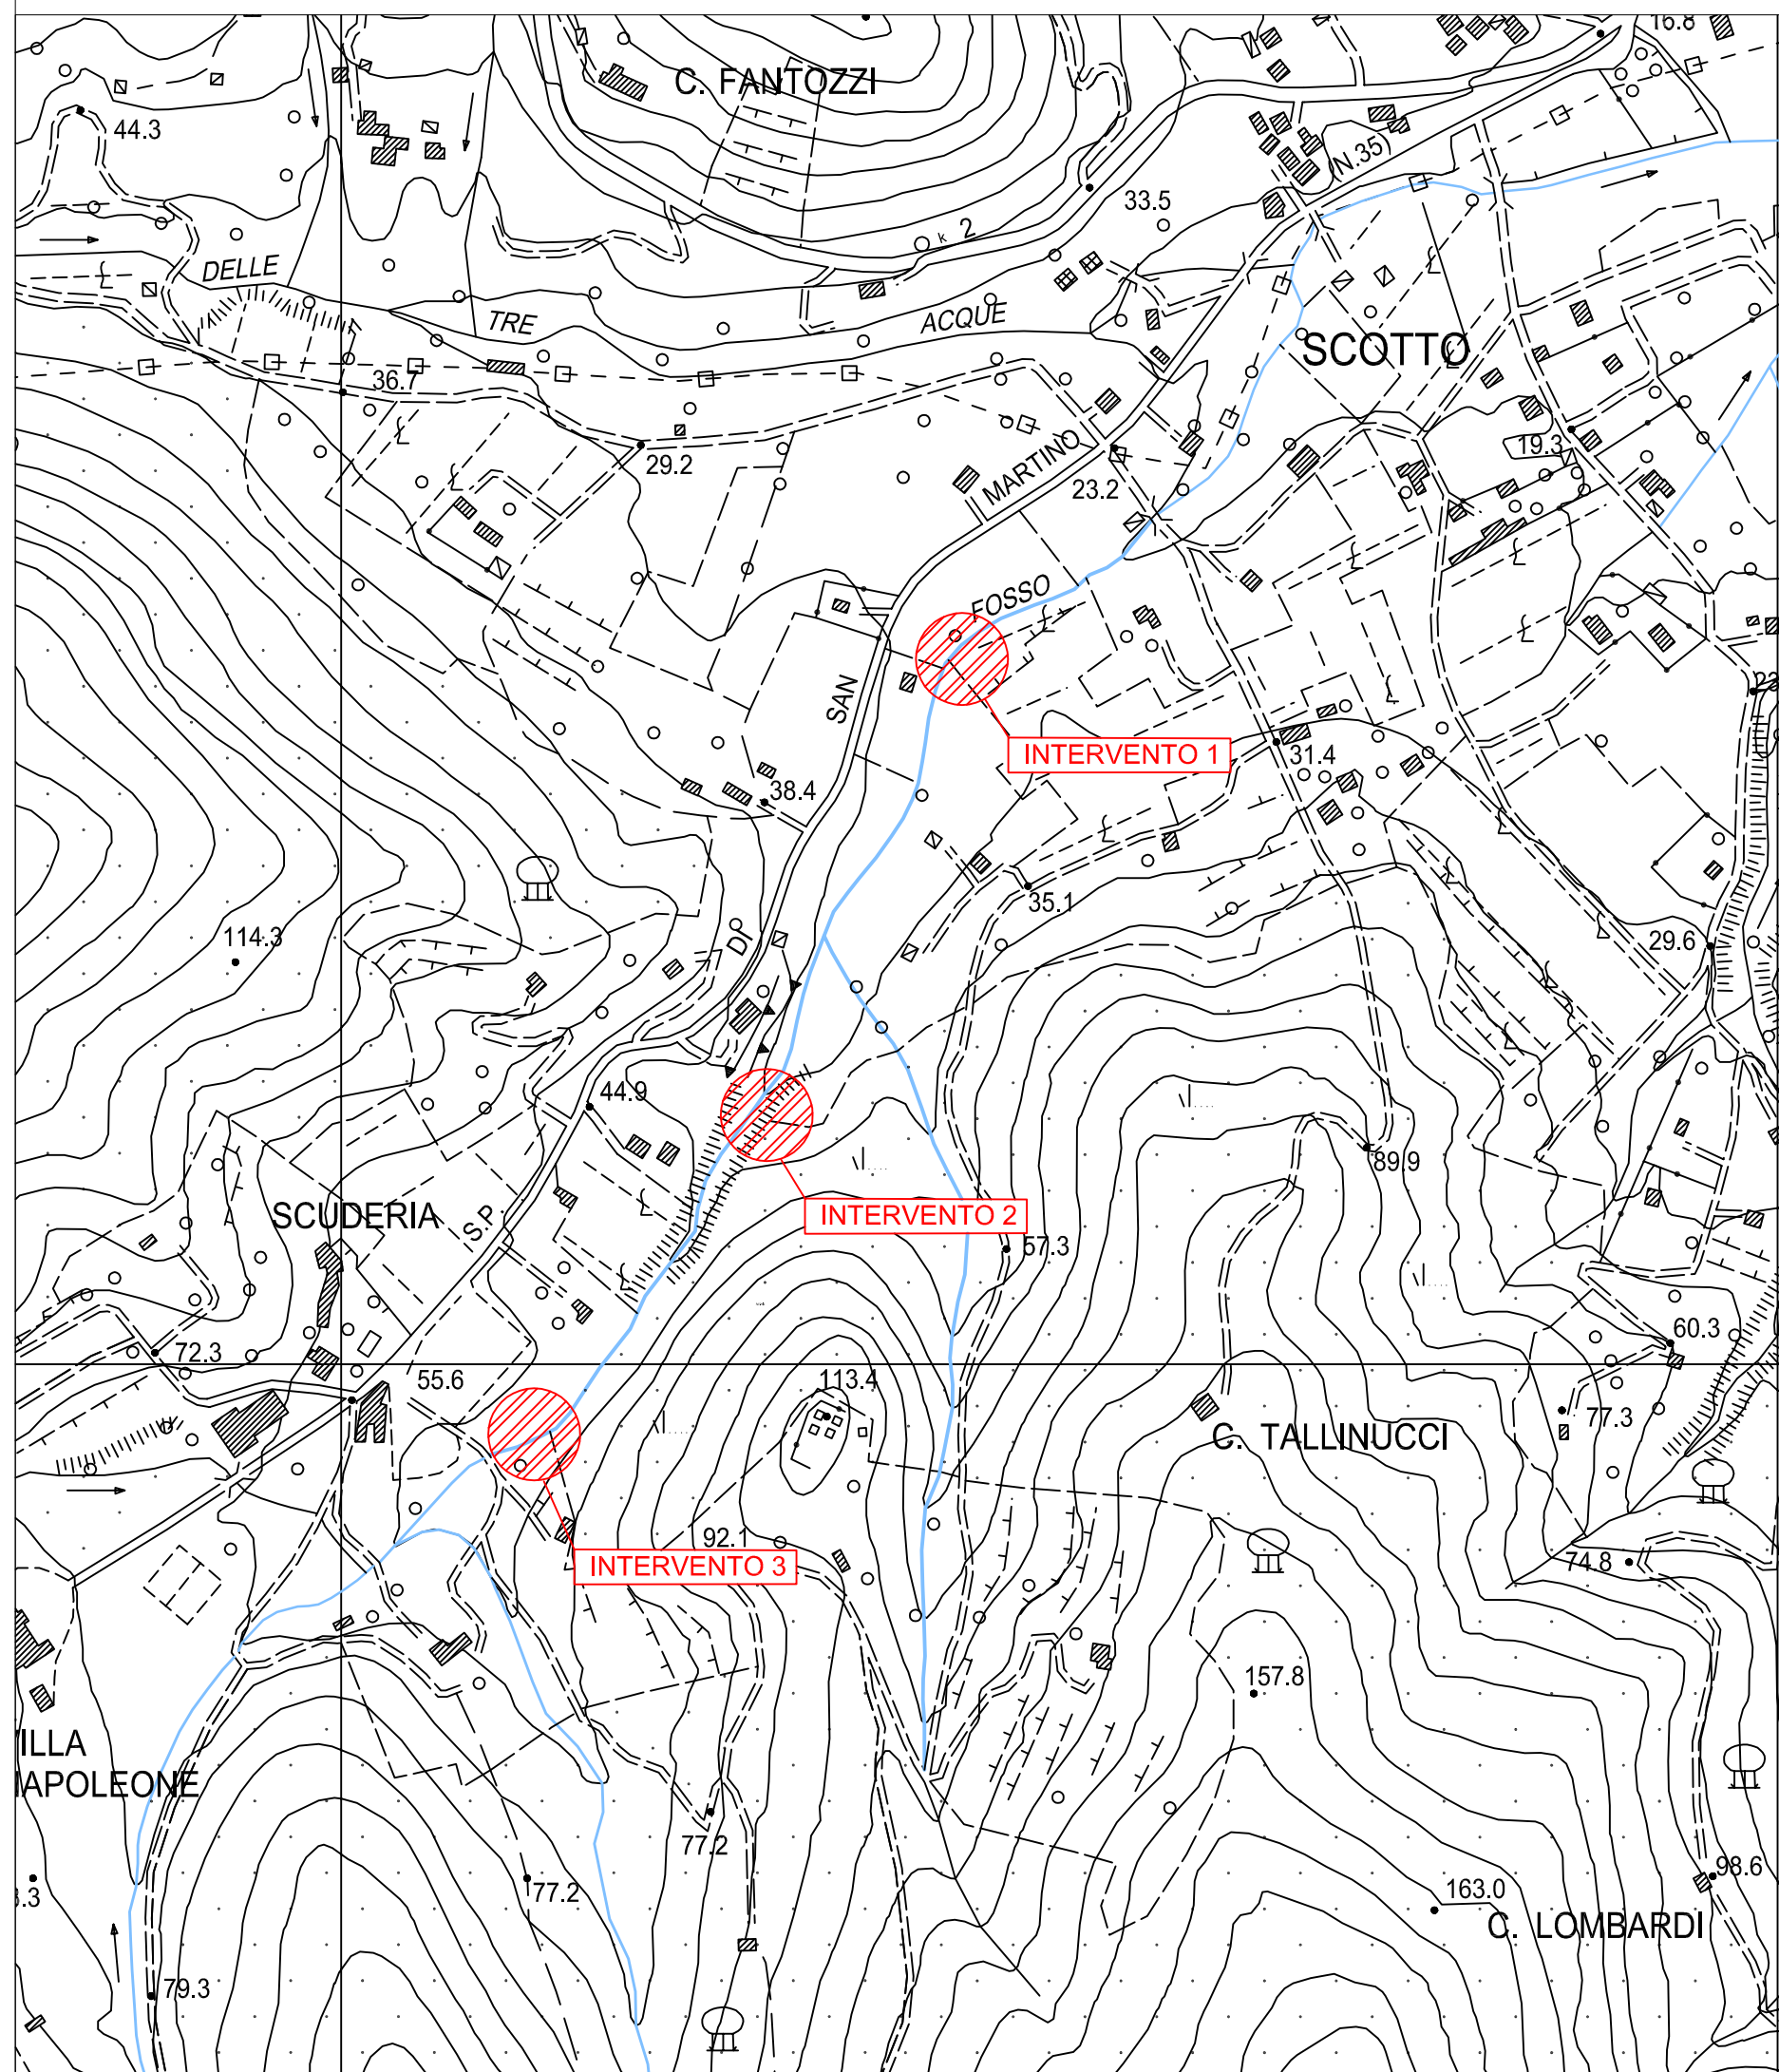 16.8
C. FANTOZZI
44.3
(N.35)
33.5
k 2
DELLE
TRE
ACQUE
SCOTTO
36.7
29.2
MARTINO
23.2
19.3
FOSSO
SAN
23
INTERVENTO 1
31.4
38.4
35.1
114.3
DI
29.6
44.9
89.9
SCUDERIA
S.P.
INTERVENTO 2
57.3
72.3
60.3
55.6
113.4
77.3
C. TALLINUCCI
92.1
INTERVENTO 3
74.8
157.8
ILLA
NAPOLEONE
77.2
77.2
98.6
3.3
163.0
C. LOMBARDI
79.3